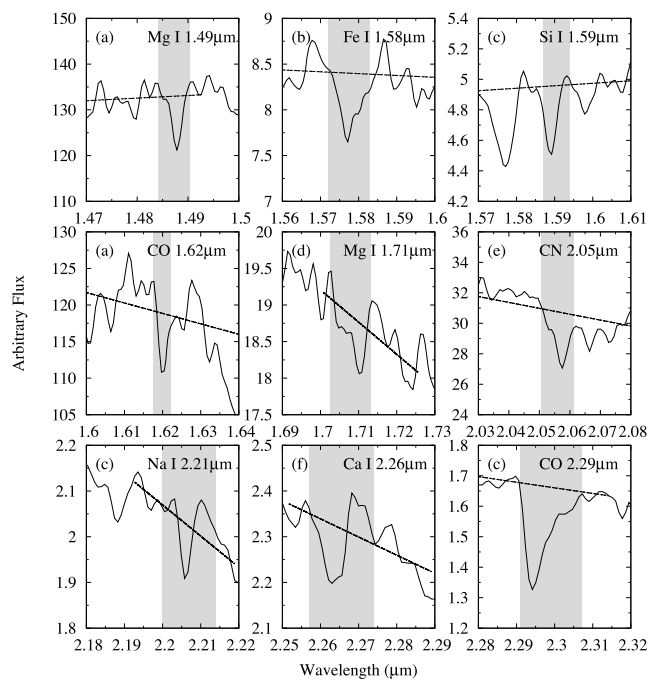 (a) Mg I 1.49μm
(b) Fe I 1.58μm
(c) Si I 1.59μm
150
140
130
120
110
9
8.5
8
7.5
7
5.4
5.2
5
4.8
4.6
4.4
4.2
1.47 1.48 1.49 1.5
1.56 1.57 1.58 1.59 1.6
1.57 1.58 1.59 1.6 1.61
(a) CO 1.62μm
(d) Mg I 1.71μm
(e) CN 2.05μm
130
125
120
115
110
105
20
19.5
19
18.5
18
17.5
36
34
32
30
28
26
24
1.6 1.61 1.62 1.63 1.64
1.69 1.7 1.71 1.72 1.73
2.03 2.04 2.05 2.06 2.07 2.08
(c) Na I 2.21μm
(f) Ca I 2.26μm
(c) CO 2.29μm
2.2
2.1
2
1.9
1.8
2.5
2.4
2.3
2.2
2.1
1.8
1.7
1.6
1.5
1.4
1.3
1.2
2.18 2.19 2.2 2.21 2.22
2.25 2.26 2.27 2.28 2.29
2.28 2.29 2.3 2.31 2.32
Arbitrary Flux
Wavelength (μm)